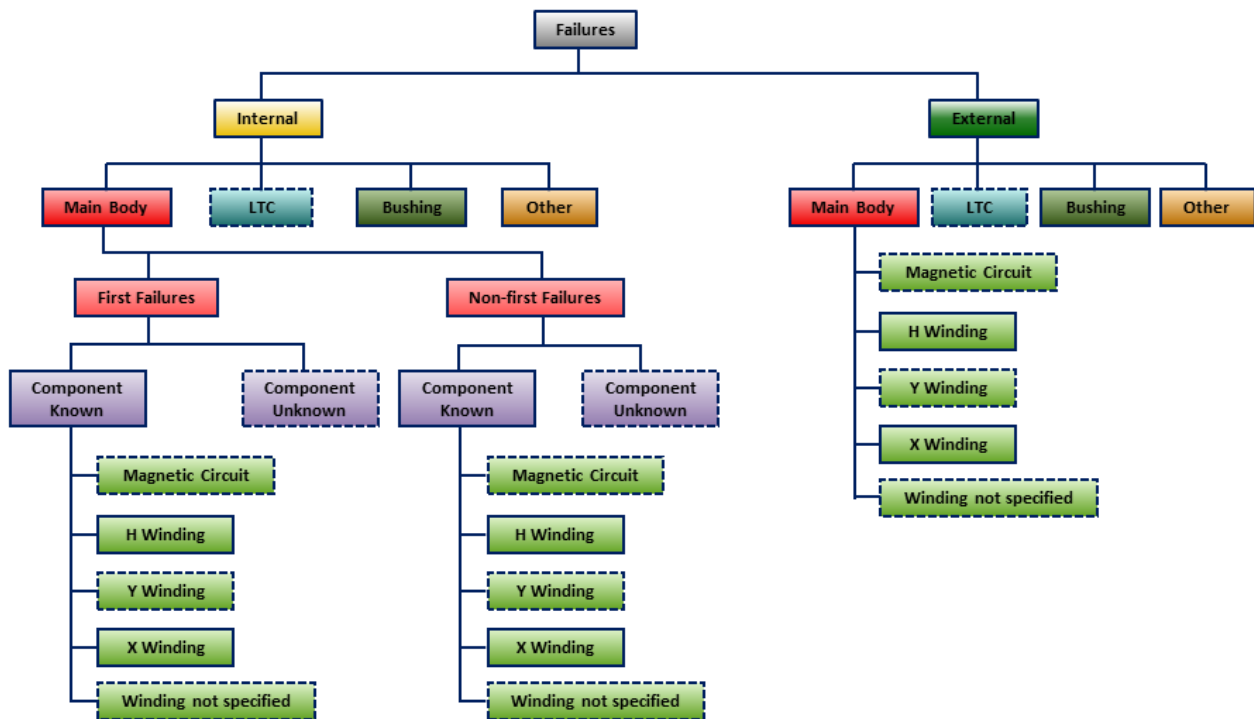 Failures
Internal
External
Main Body
LTC
Bushing
Other
Main Body
LTC
Bushing
Other
First Failures
Non-first Failures
Component
Known
Component
Unknown
Component
Known
Component
Unknown
Magnetic Circuit
H Winding
Y Winding
X Winding
Winding not specified
Magnetic Circuit
H Winding
Y Winding
X Winding
Winding not specified
Magnetic Circuit
H Winding
Y Winding
X Winding
Winding not specified